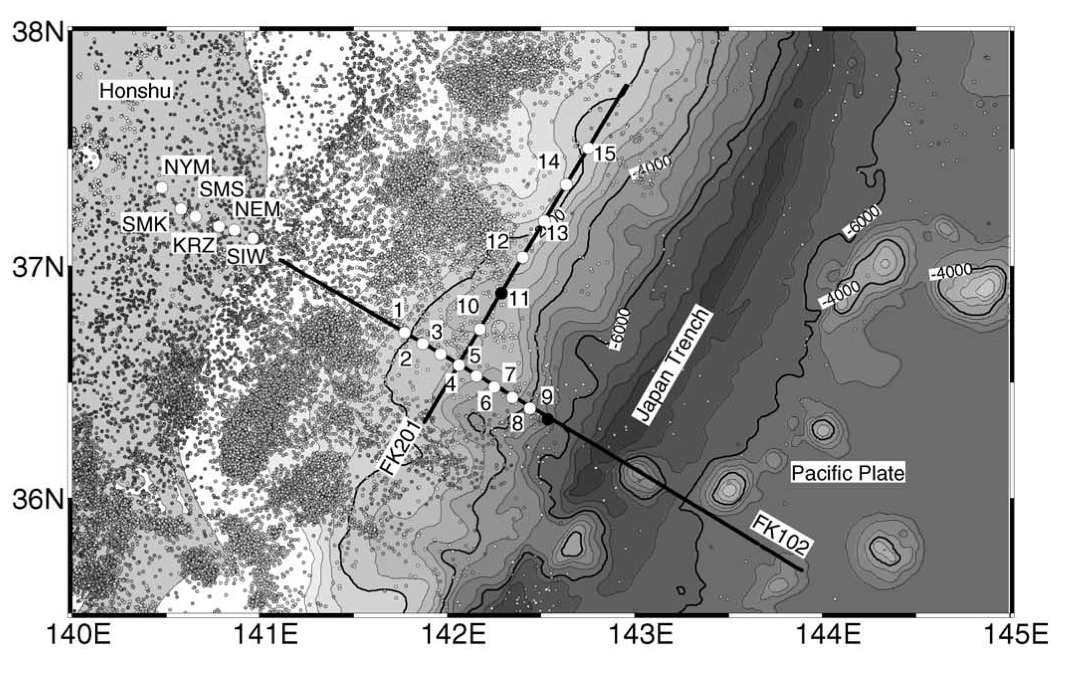 38N
Honshu
NYM
SMS
NEM
SMK
KRZ
SIW
37N
14
15
-4000
13
12
11
10
1
3
2
5
4
7
6
9
8
-6000
-6000
-4000
-4000
Japan Trench
FK201
Pacific Plate
36N
FK102
140E
141E
142E
143E
144E
145E